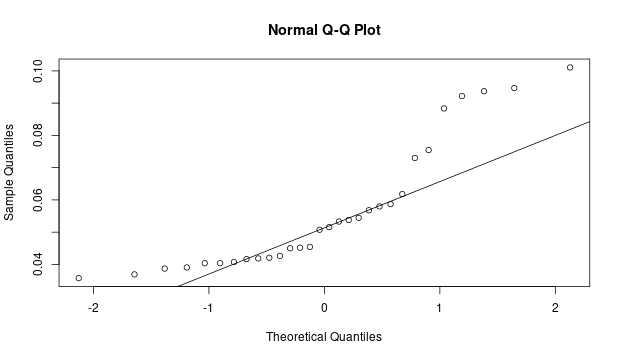 Normal Q-Q Plot
Sample Quantiles
0.10
0.08
0.06
0.04
-2 -1 0 1 2
Theoretical Quantiles